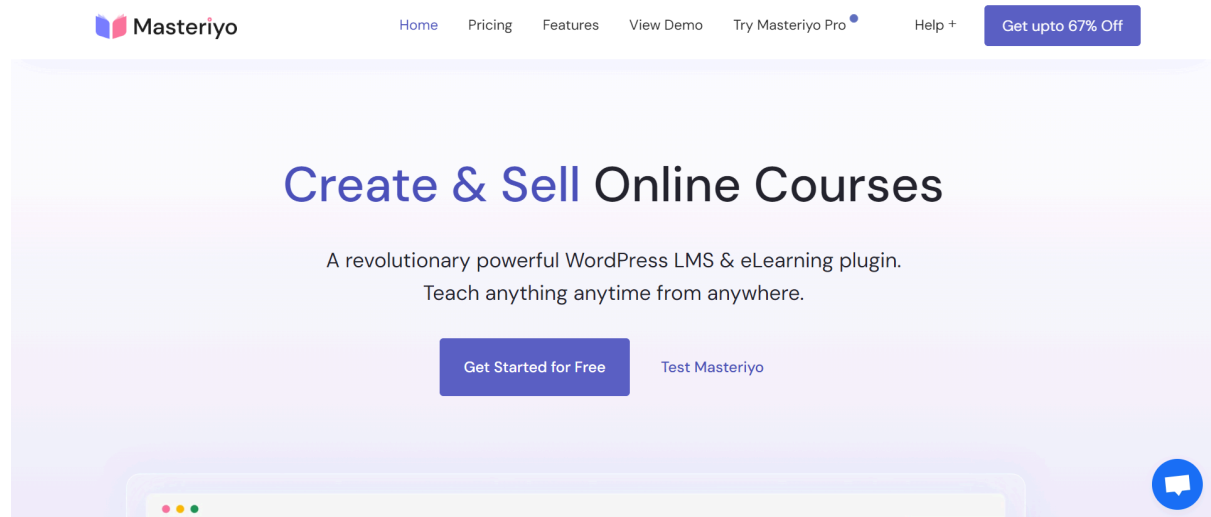 Masteriyo
Home Pricing Features View Demo Try Masteriyo Pro Help + Get upto 67% Off
Create & Sell Online Courses
A revolutionary powerful WordPress LMS & eLearning plugin.
Teach anything anytime from anywhere.
Get Started for Free Test Masteriyo